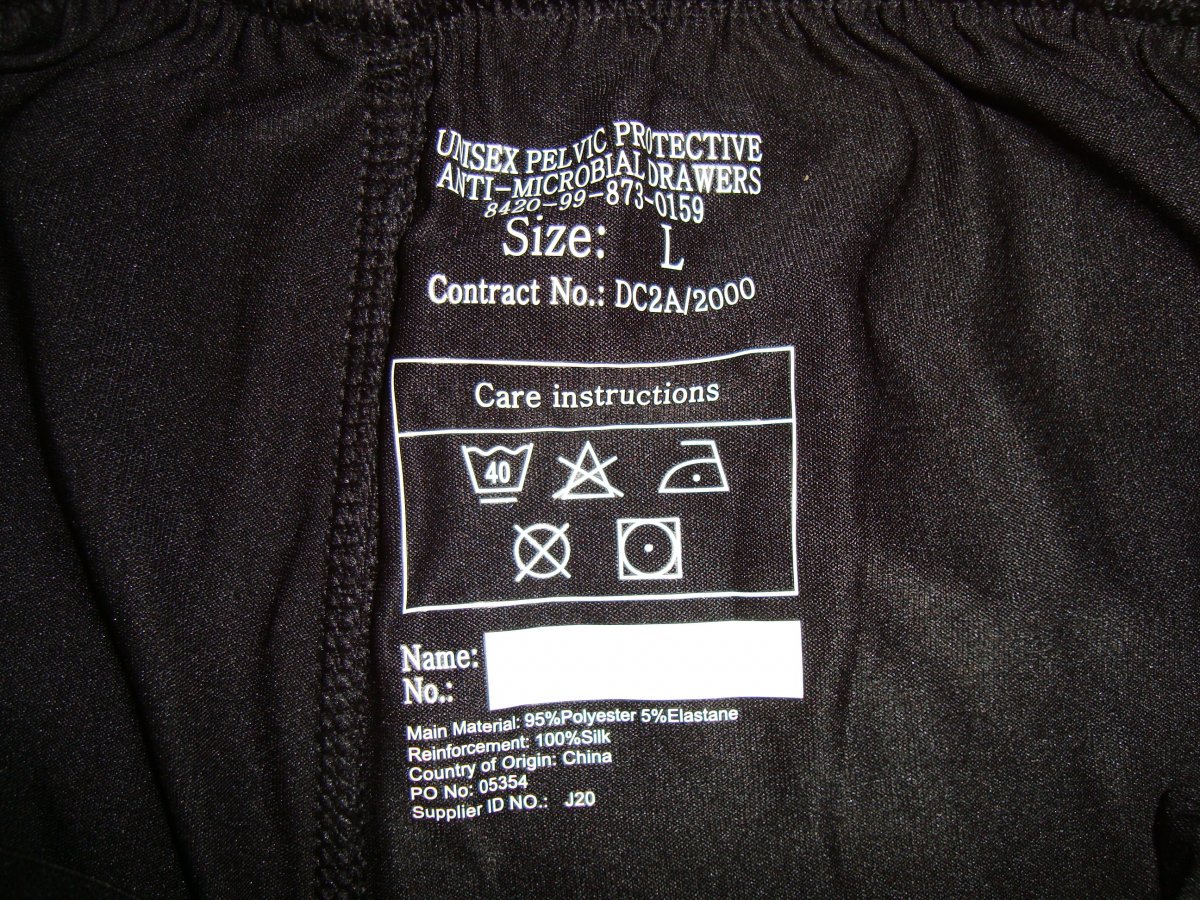 UNISEX PELVIC PROTECTIVE
ANTI-MICROBIAL DRAWERS
8420-99-873-0159
Size: L
Contract No.: DC2A/2000
Care instructions
40
Name:
No.:
Main Material: 95%Polyester 5%Elastane
Reinforcement: 100%Silk
Country of Origin: China
PO No: 05354
Supplier ID NO.: J20